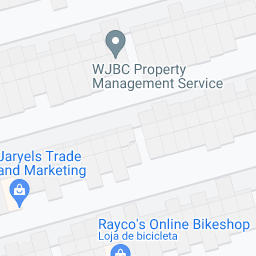 WJBC Property
Management Service
Jaryels Trade
and Marketing
Rayco's Online Bikeshop
Loja de bicicleta